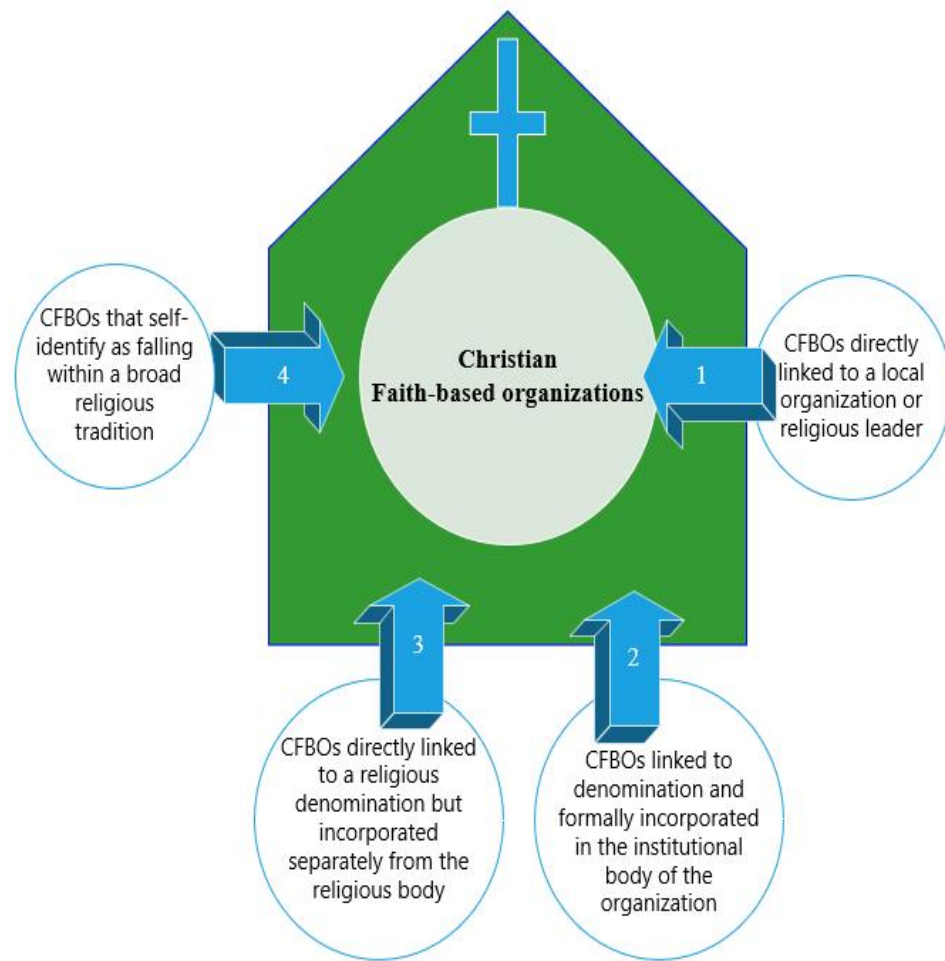 Christian
Faith-based organizations
1
CFBOs directly
linked to a local
organization or
religious leader
2
CFBOs linked to
denomination and
formally incorporated
in the institutional
body of the
organization
3
CFBOs directly linked
to a religious
denomination but
incorporated
separately from the
religious body
4
CFBOs that self-
identify as falling
within a broad
religious
tradition